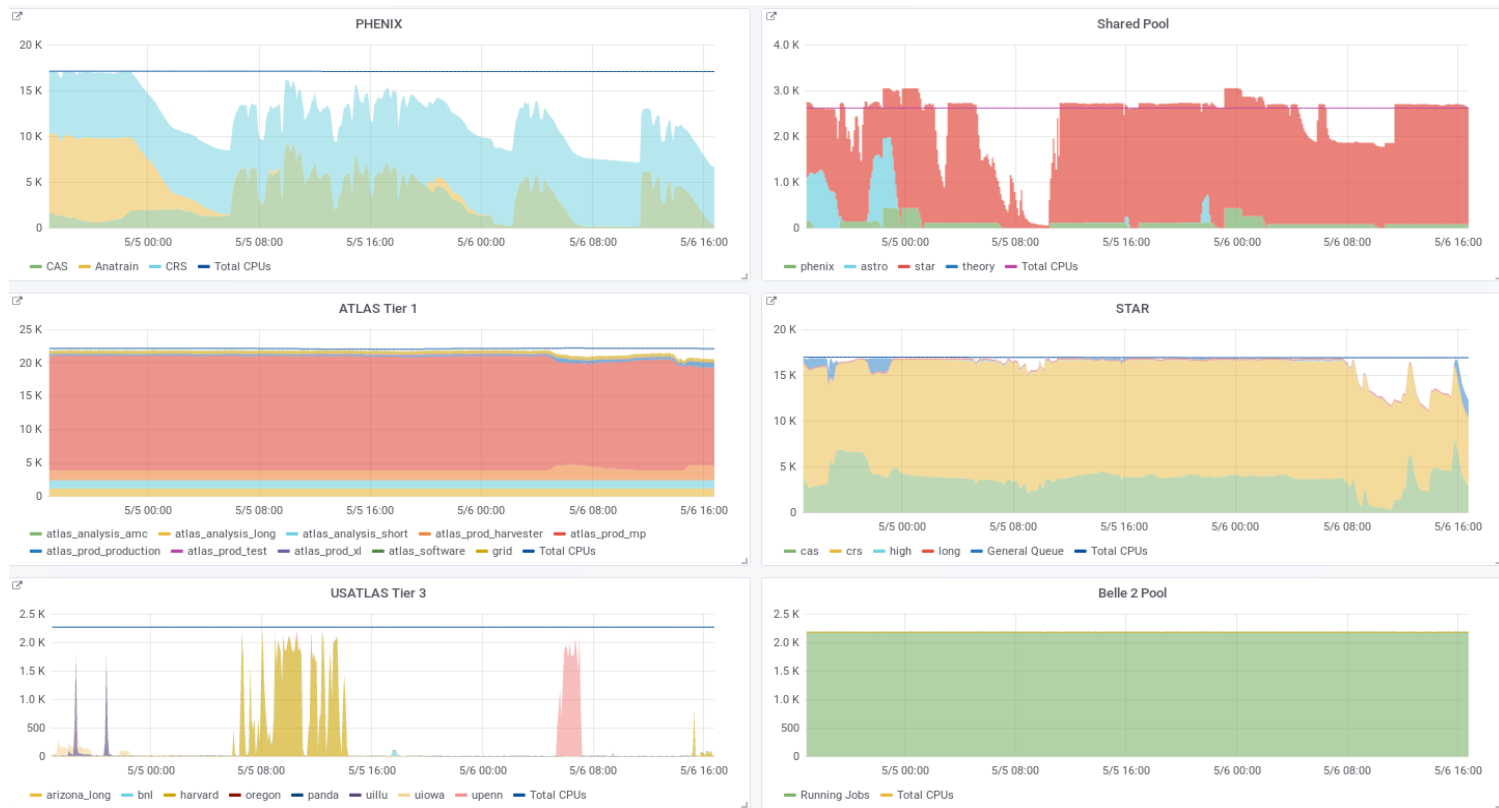 PHENIX
20 K
15 K
10 K
5 K
0
5/5 00:00 5/5 08:00 5/5 16:00 5/6 00:00 5/6 08:00 5/6 16:00
CAS Anatrain CRS Total CPUs
Shared Pool
4.0 K
3.0 K
2.0 K
1.0 K
0
5/5 00:00 5/5 08:00 5/5 16:00 5/6 00:00 5/6 08:00 5/6 16:00
phenix astro star theory Total CPUs
ATLAS Tier 1
25 K
20 K
15 K
10 K
5 K
0
5/5 00:00 5/5 08:00 5/5 16:00 5/6 00:00 5/6 08:00 5/6 16:00
atlas_analysis_amc atlas_analysis_long atlas_analysis_short atlas_prod_harvester atlas_prod_mp
atlas_prod_production atlas_prod_test atlas_prod_xl atlas_software grid Total CPUs
STAR
20 K
15 K
10 K
5 K
0
5/5 00:00 5/5 08:00 5/5 16:00 5/6 00:00 5/6 08:00 5/6 16:00
cas crs high long General Queue Total CPUs
USATLAS Tier 3
2.5 K
2.0 K
1.5 K
1.0 K
500
0
5/5 00:00 5/5 08:00 5/5 16:00 5/6 00:00 5/6 08:00 5/6 16:00
arizona_long bnl harvard oregon panda uillu uiowa upenn Total CPUs
Belle 2 Pool
2.5 K
2.0 K
1.5 K
1.0 K
500
0
5/5 00:00 5/5 08:00 5/5 16:00 5/6 00:00 5/6 08:00 5/6 16:00
Running Jobs Total CPUs